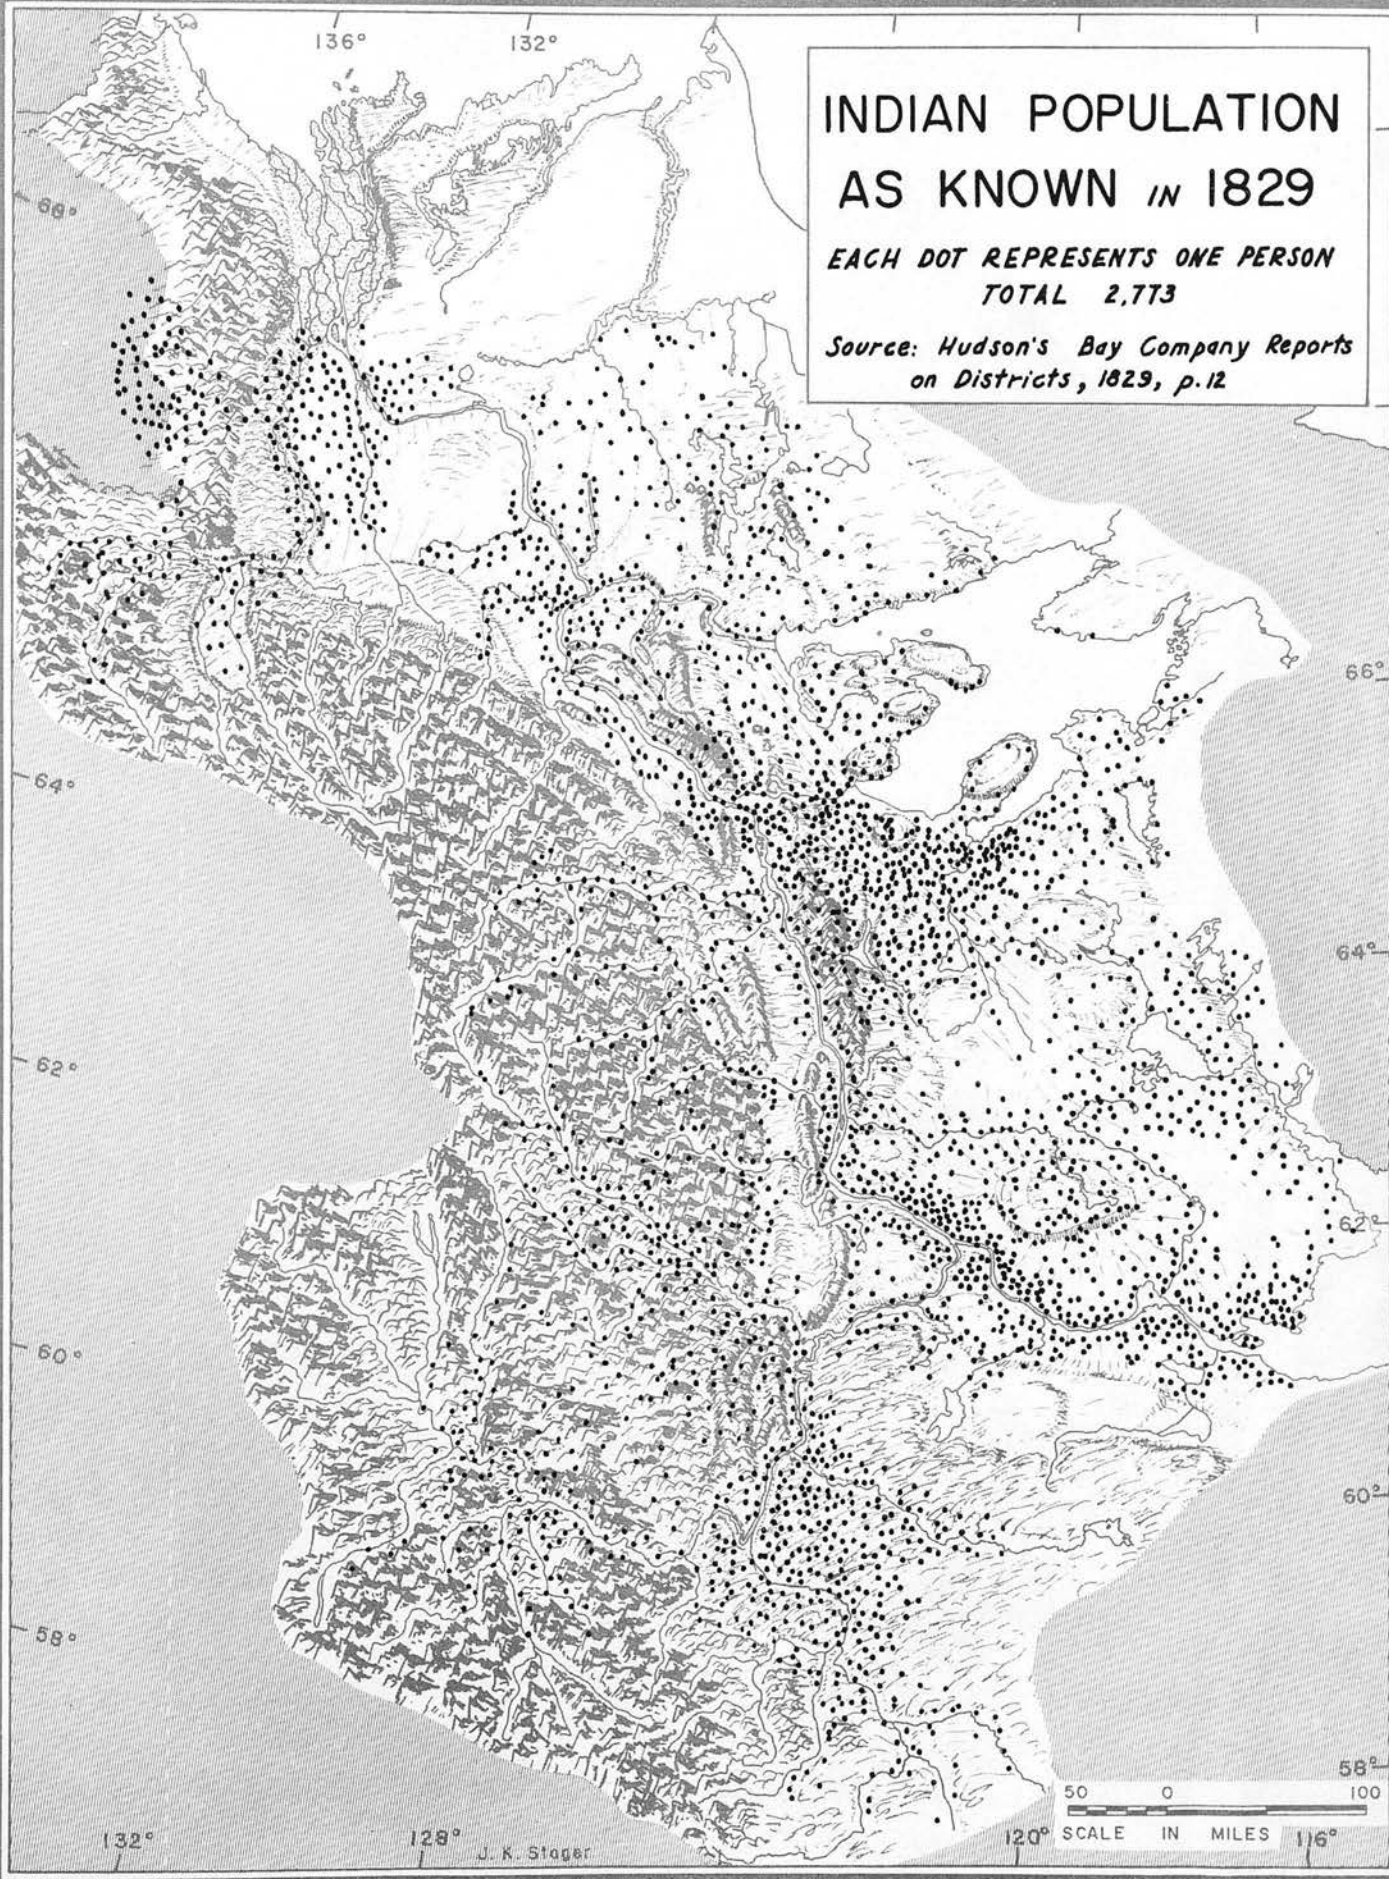 136° 132°
INDIAN POPULATION
AS KNOWN IN 1829
EACH DOT REPRESENTS ONE PERSON
TOTAL 2,773
Source: Hudson's Bay Company Reports
on Districts, 1829, p.12
66°
66°
64°
64°
62°
62°
60°
60°
58°
58°
50 0 100
SCALE IN MILES
132° 128° 120° 116°
J. K. Stager